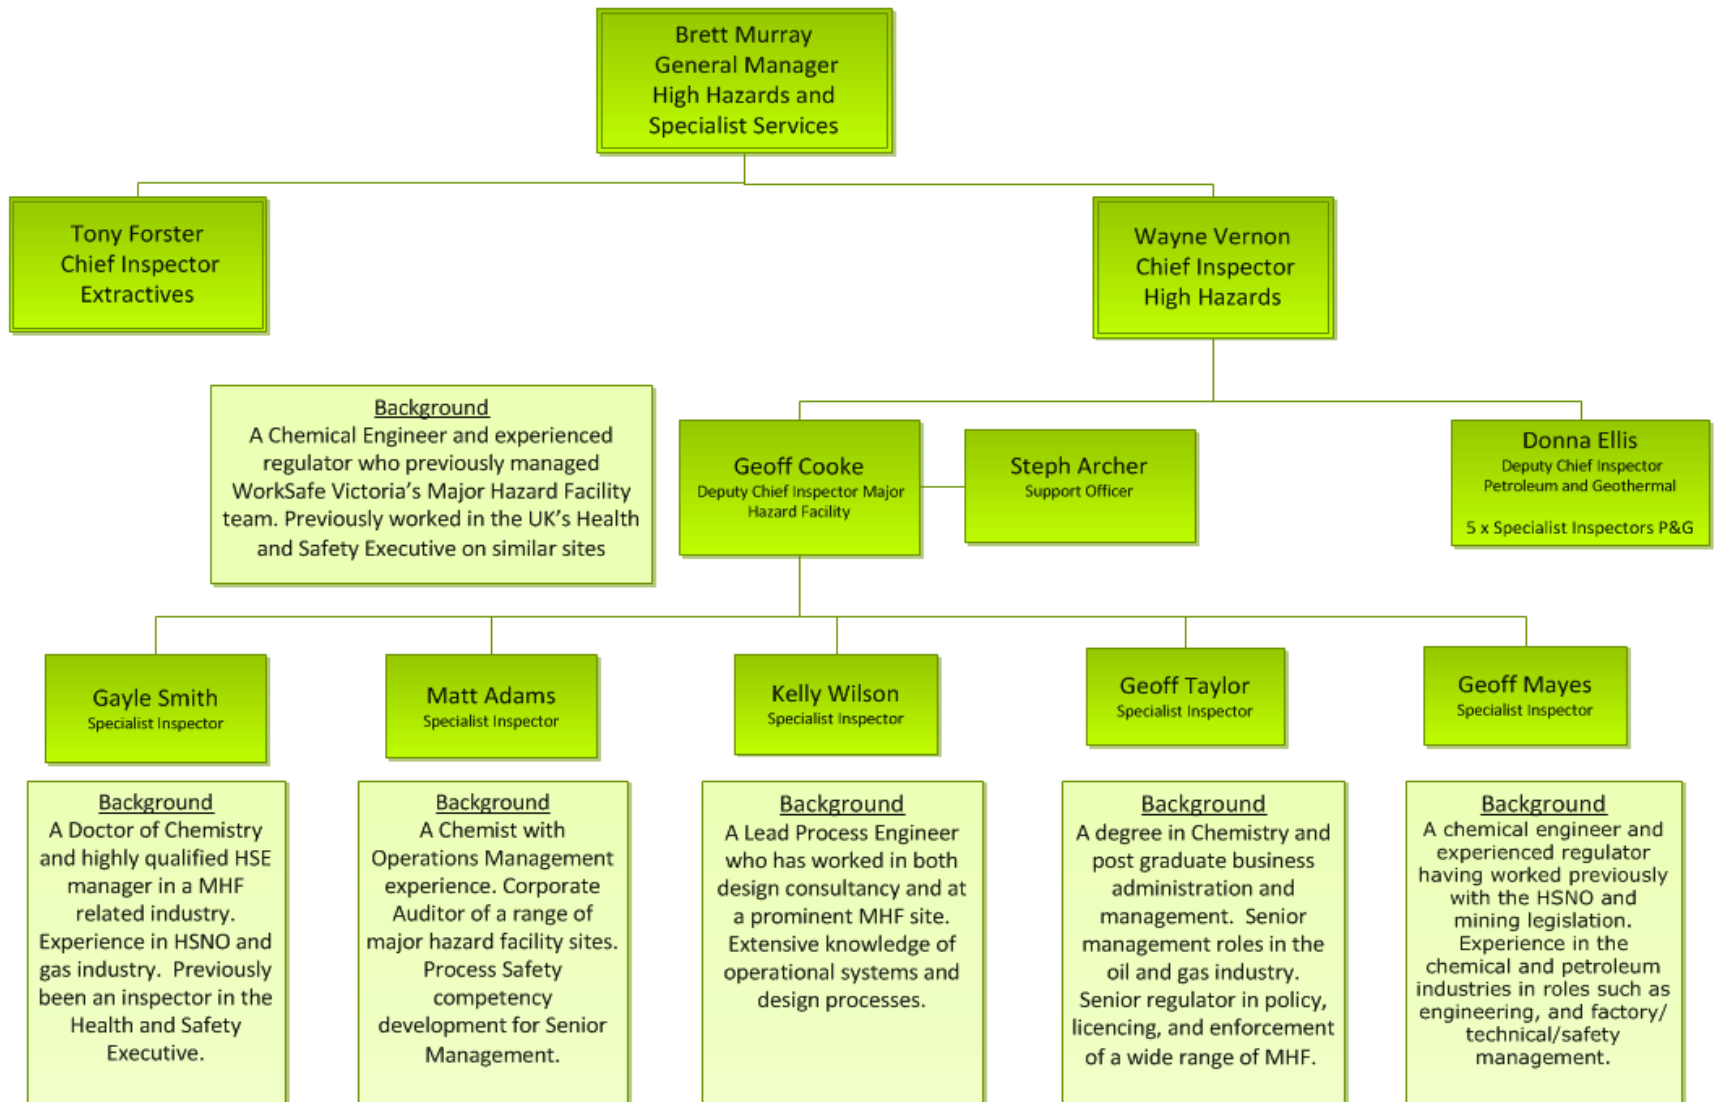 Brett Murray
General Manager
High Hazards and
Specialist Services
Tony Forster
Chief Inspector
Extractives
Wayne Vernon
Chief Inspector
High Hazards
Background
A Chemical Engineer and experienced
regulator who previously managed
WorkSafe Victoria’s Major Hazard Facility
team. Previously worked in the UK’s Health
and Safety Executive on similar sites
Geoff Cooke
Deputy Chief Inspector Major
Hazard Facility
Steph Archer
Support Officer
Donna Ellis
Deputy Chief Inspector
Petroleum and Geothermal
5 x Specialist Inspectors P&G
Gayle Smith
Specialist Inspector
Matt Adams
Specialist Inspector
Kelly Wilson
Specialist Inspector
Geoff Taylor
Specialist Inspector
Geoff Mayes
Specialist Inspector
Background
A Doctor of Chemistry
and highly qualified HSE
manager in a MHF
related industry.
Experience in HSNO and
gas industry. Previously
been an inspector in the
Health and Safety
Executive.
Background
A Chemist with
Operations Management
experience. Corporate
Auditor of a range of
major hazard facility sites.
Process Safety
competency
development for Senior
Management.
Background
A Lead Process Engineer
who has worked in both
design consultancy and at
a prominent MHF site.
Extensive knowledge of
operational systems and
design processes.
Background
A degree in Chemistry and
post graduate business
administration and
management. Senior
management roles in the
oil and gas industry.
Senior regulator in policy,
licencing, and enforcement
of a wide range of MHF.
Background
A chemical engineer and
experienced regulator
having worked previously
with the HSNO and
mining legislation.
Experience in the
chemical and petroleum
industries in roles such as
engineering, and factory/
technical/safety
management.